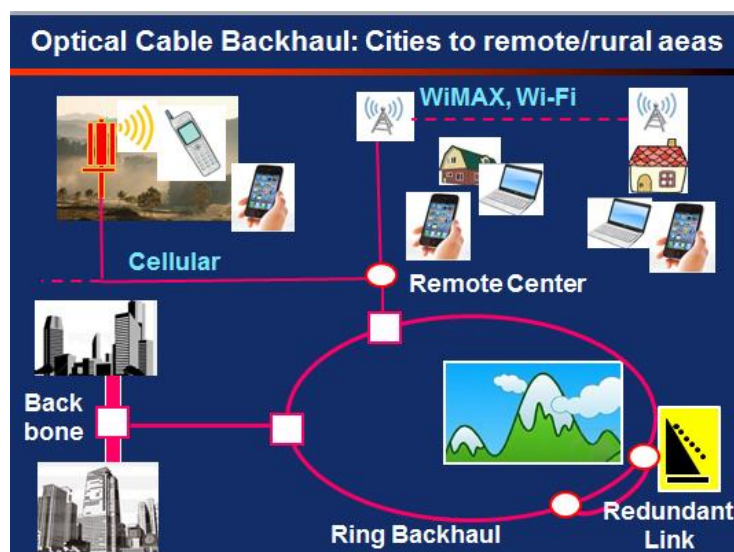 Optical Cable Backhaul: Cities to remote/rural aeas
WiMAX, Wi-Fi
Cellular
Remote Center
Back
bone
Ring Backhaul
Redundant
Link